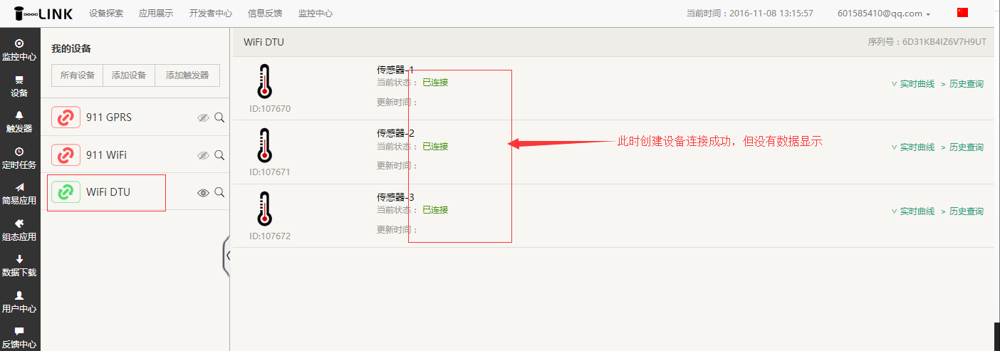 LINK 设备探索 应用展示 开发者中心 信息反馈 监控中心 当前时间：2016-11-08 13:15:57 601585410@qq.com
监控中心
设备
触发器
定时任务
简易应用
组态应用
数据下载
用户中心
反馈中心
我的设备
所有设备 添加设备 添加触发器
911 GPRS
911 WiFi
WiFi DTU
WiFi DTU 序列号：6D31KB4IZ6V7H9UT
传感器-1
当前状态： 已连接
更新时间：
ID:107670
∨ 实时曲线 > 历史查询
传感器-2
当前状态： 已连接
更新时间：
ID:107671
∨ 实时曲线 > 历史查询
传感器-3
当前状态： 已连接
更新时间：
ID:107672
∨ 实时曲线 > 历史查询
此时创建设备连接成功，但没有数据显示